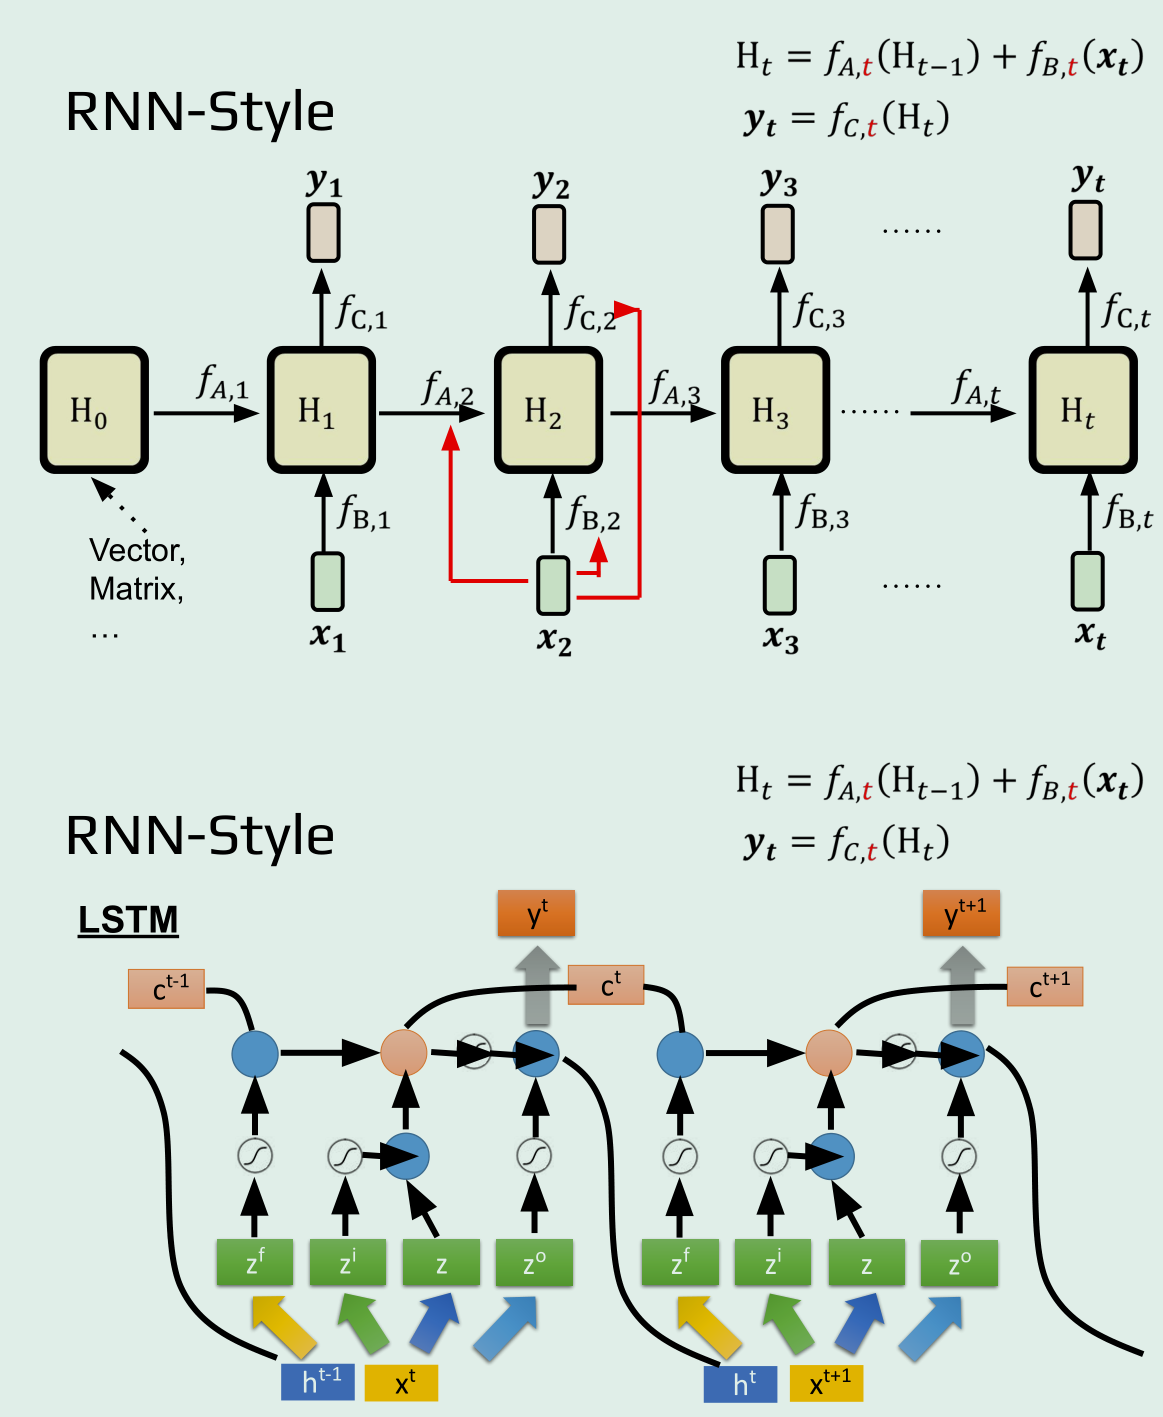 H_t = f_{A,t}(H_{t−1}) + f_{B,t}(x_t)
RNN-Style
y_t = f_{C,t}(H_t)
y_1 y_2 y_3 y_t
......
f_{C,1} f_{C,2} f_{C,3} f_{C,t}
f_{A,1} f_{A,2} f_{A,3} f_{A,t}
H_0 H_1 H_2 H_3 ...... H_t
f_{B,1} f_{B,2} f_{B,3} f_{B,t}
Vector,
Matrix,
...
......
x_1 x_2 x_3 x_t
H_t = f_{A,t}(H_{t−1}) + f_{B,t}(x_t)
RNN-Style
y_t = f_{C,t}(H_t)
LSTM
y^t y^{t+1}
c^{t-1} c^t c^{t+1}
z^f z^i z z^o z^f z^i z z^o
h^{t-1} x^t h^t x^{t+1}